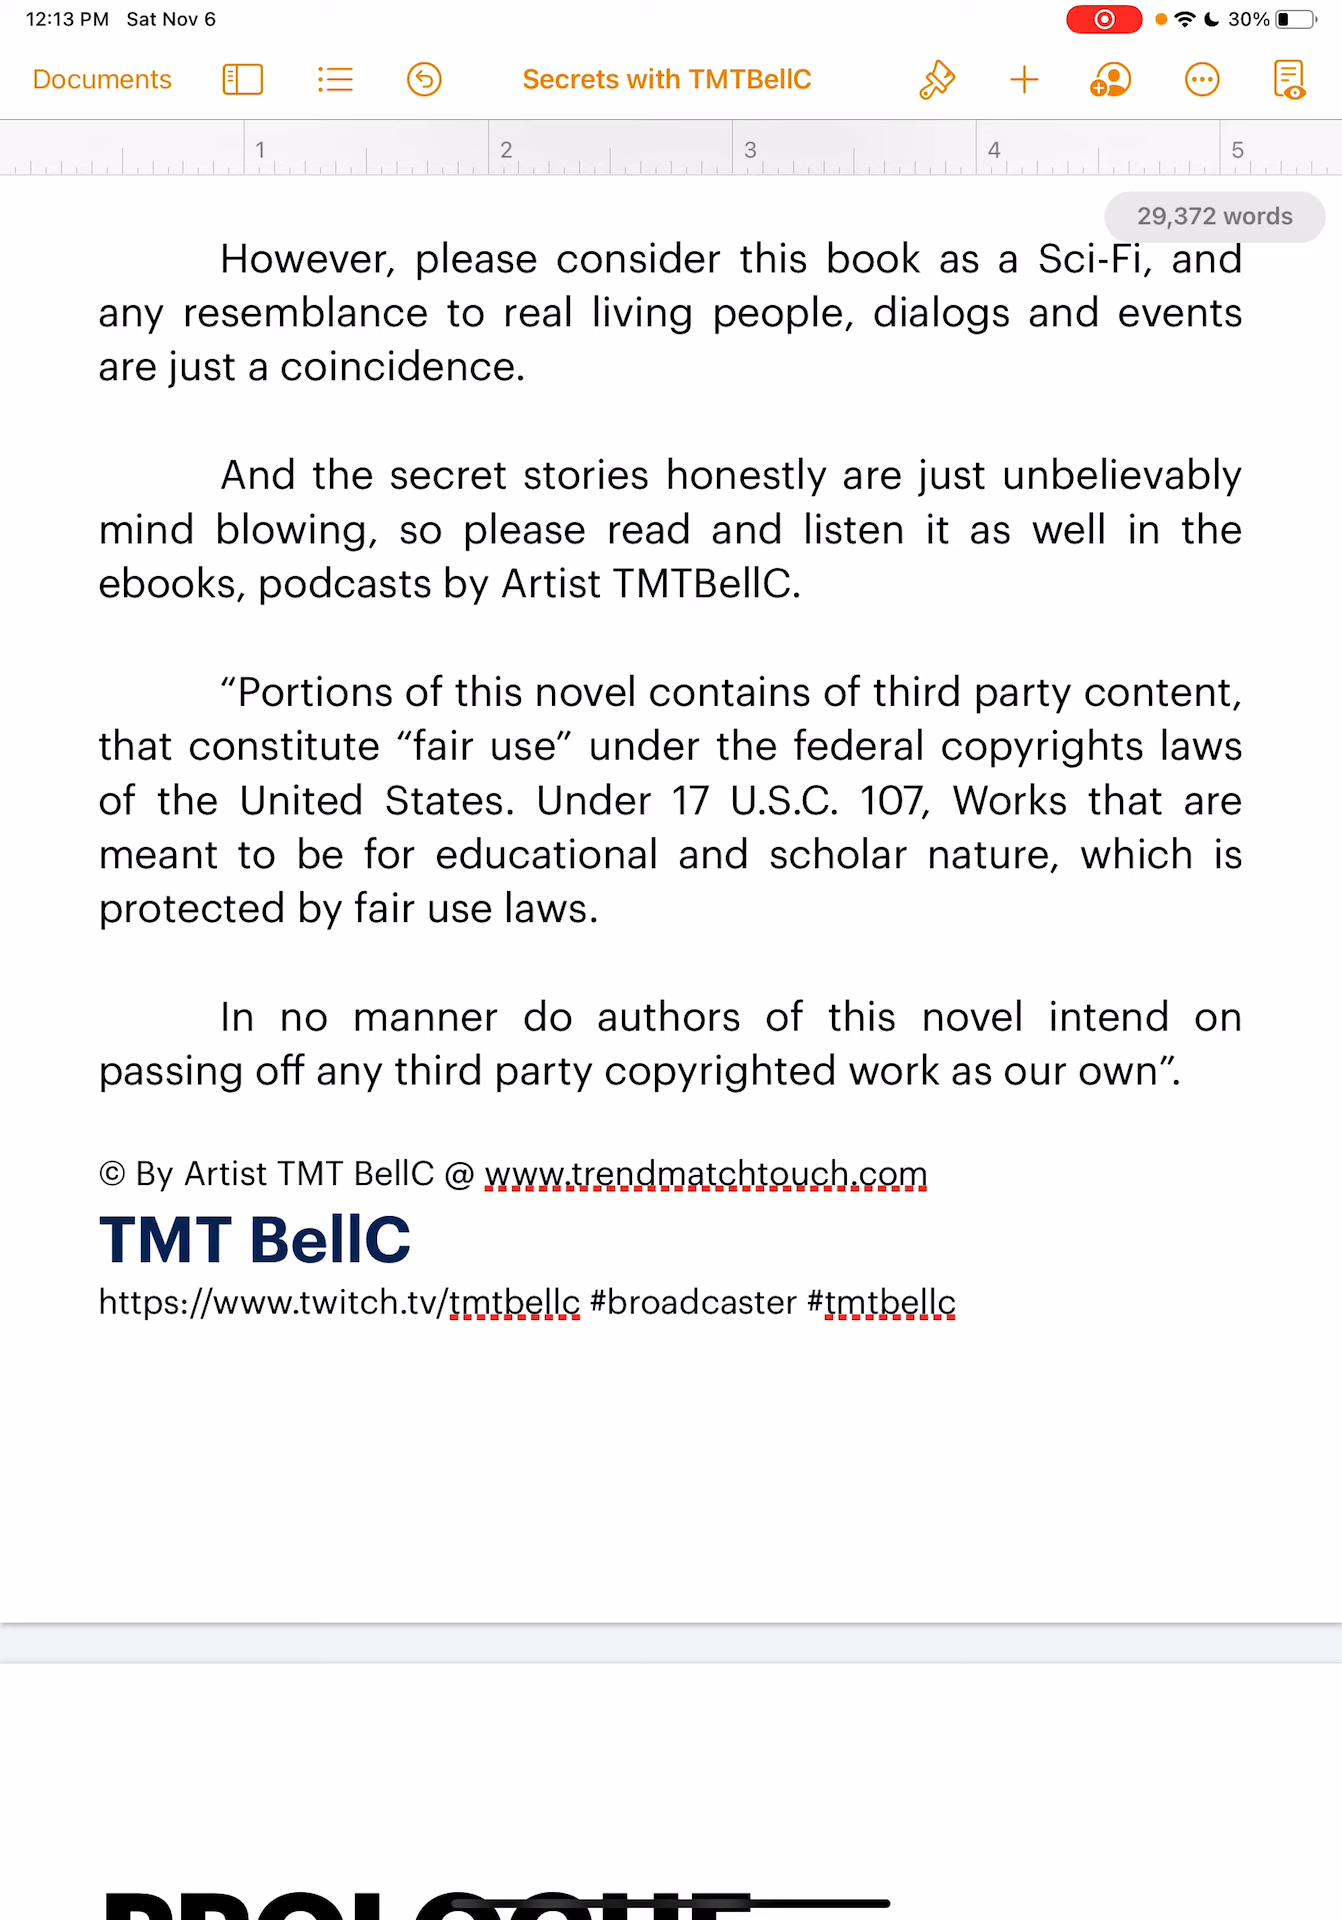 12:13 PM Sat Nov 6 30%
Documents Secrets with TMTBellC
1 2 3 4 5
29,372 words
However, please consider this book as a Sci-Fi, and
any resemblance to real living people, dialogs and events
are just a coincidence.
And the secret stories honestly are just unbelievably
mind blowing, so please read and listen it as well in the
ebooks, podcasts by Artist TMTBellC.
“Portions of this novel contains of third party content,
that constitute “fair use” under the federal copyrights laws
of the United States. Under 17 U.S.C. 107, Works that are
meant to be for educational and scholar nature, which is
protected by fair use laws.
In no manner do authors of this novel intend on
passing off any third party copyrighted work as our own”.
© By Artist TMT BellC @ www.trendmatchtouch.com
TMT BellC
https://www.twitch.tv/tmtbellc #broadcaster #tmtbellc
PROLOGUE